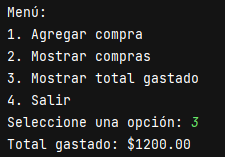 Menú:
1. Agregar compra
2. Mostrar compras
3. Mostrar total gastado
4. Salir
Seleccione una opción: 3
Total gastado: $1200.00